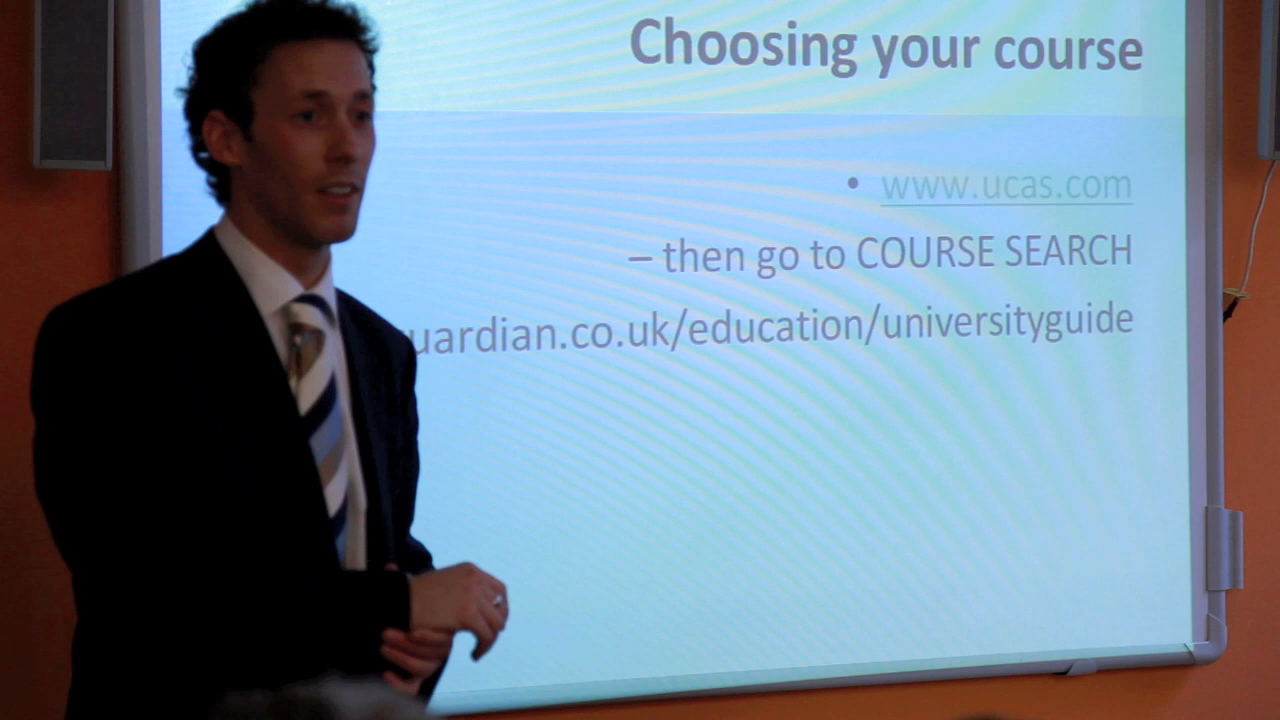 Choosing your course
• www.ucas.com
– then go to COURSE SEARCH
uardian.co.uk/education/universityguide